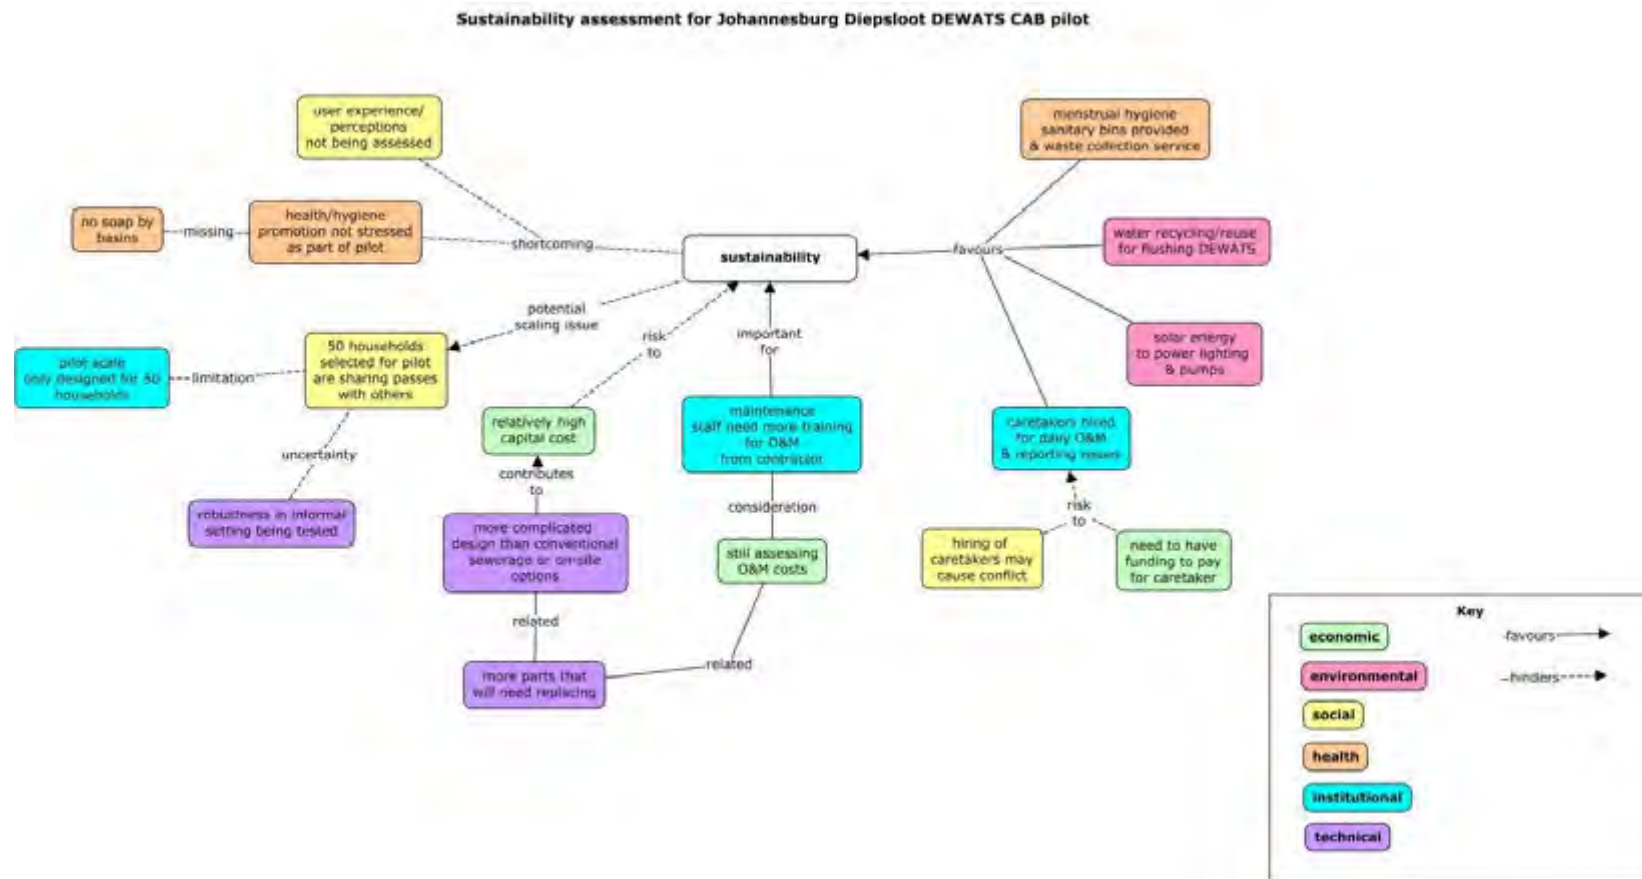 Sustainability assessment for Johannesburg Diepsloot DEWATS CAB pilot
user experience/
perceptions
not being assessed
menstrual hygiene
sanitary bins provided
& waste collection service
no soap by
basins
missing
health/hygiene
promotion not stressed
as part of pilot
shortcoming
sustainability
favours
water recycling/reuse
for flushing DEWATS
potential
scaling issue
risk
to
important
for
solar energy
to power lighting
& pumps
pilot scale
only designed for 50
households
limitation
50 households
selected for pilot
are sharing passes
with others
relatively high
capital cost
maintenance
staff need more training
for O&M
from contractor
caretakers hired
for daily O&M
& reporting issues
uncertainty
contributes
to
consideration
robustness in informal
setting being tested
more complicated
design than conventional
sewerage or on-site
options
still assessing
O&M costs
risk
to
hiring of
caretakers may
cause conflict
need to have
funding to pay
for caretaker
related
related
more parts that
will need replacing
Key
economic
favours
environmental
hinders
social
health
institutional
technical